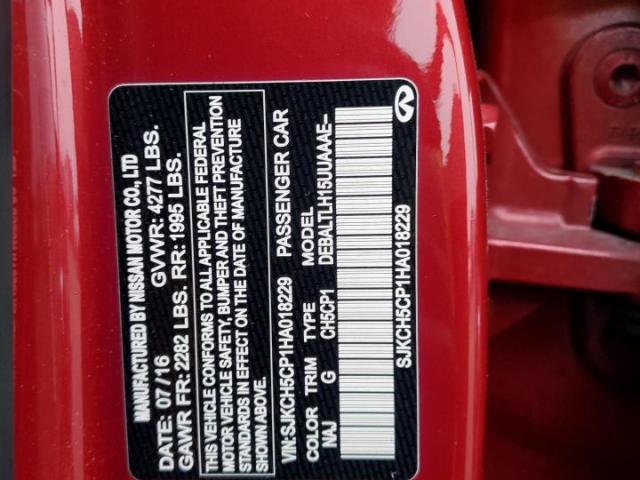 MANUFACTURED BY NISSAN MOTOR CO., LTD
DATE: 07/16 GVWR: 4277 LBS.
GAWR FR: 2282 LBS. RR: 1995 LBS.
THIS VEHICLE CONFORMS TO ALL APPLICABLE FEDERAL
MOTOR VEHICLE SAFETY, BUMPER AND THEFT PREVENTION
STANDARDS IN EFFECT ON THE DATE OF MANUFACTURE
SHOWN ABOVE.
VIN:SJKCH5CP1HA018229 PASSENGER CAR
COLOR TRIM TYPE MODEL
NAJ G CH5CP1 DEBALTLH15UUAAAE--
SJKCH5CP1HA018229